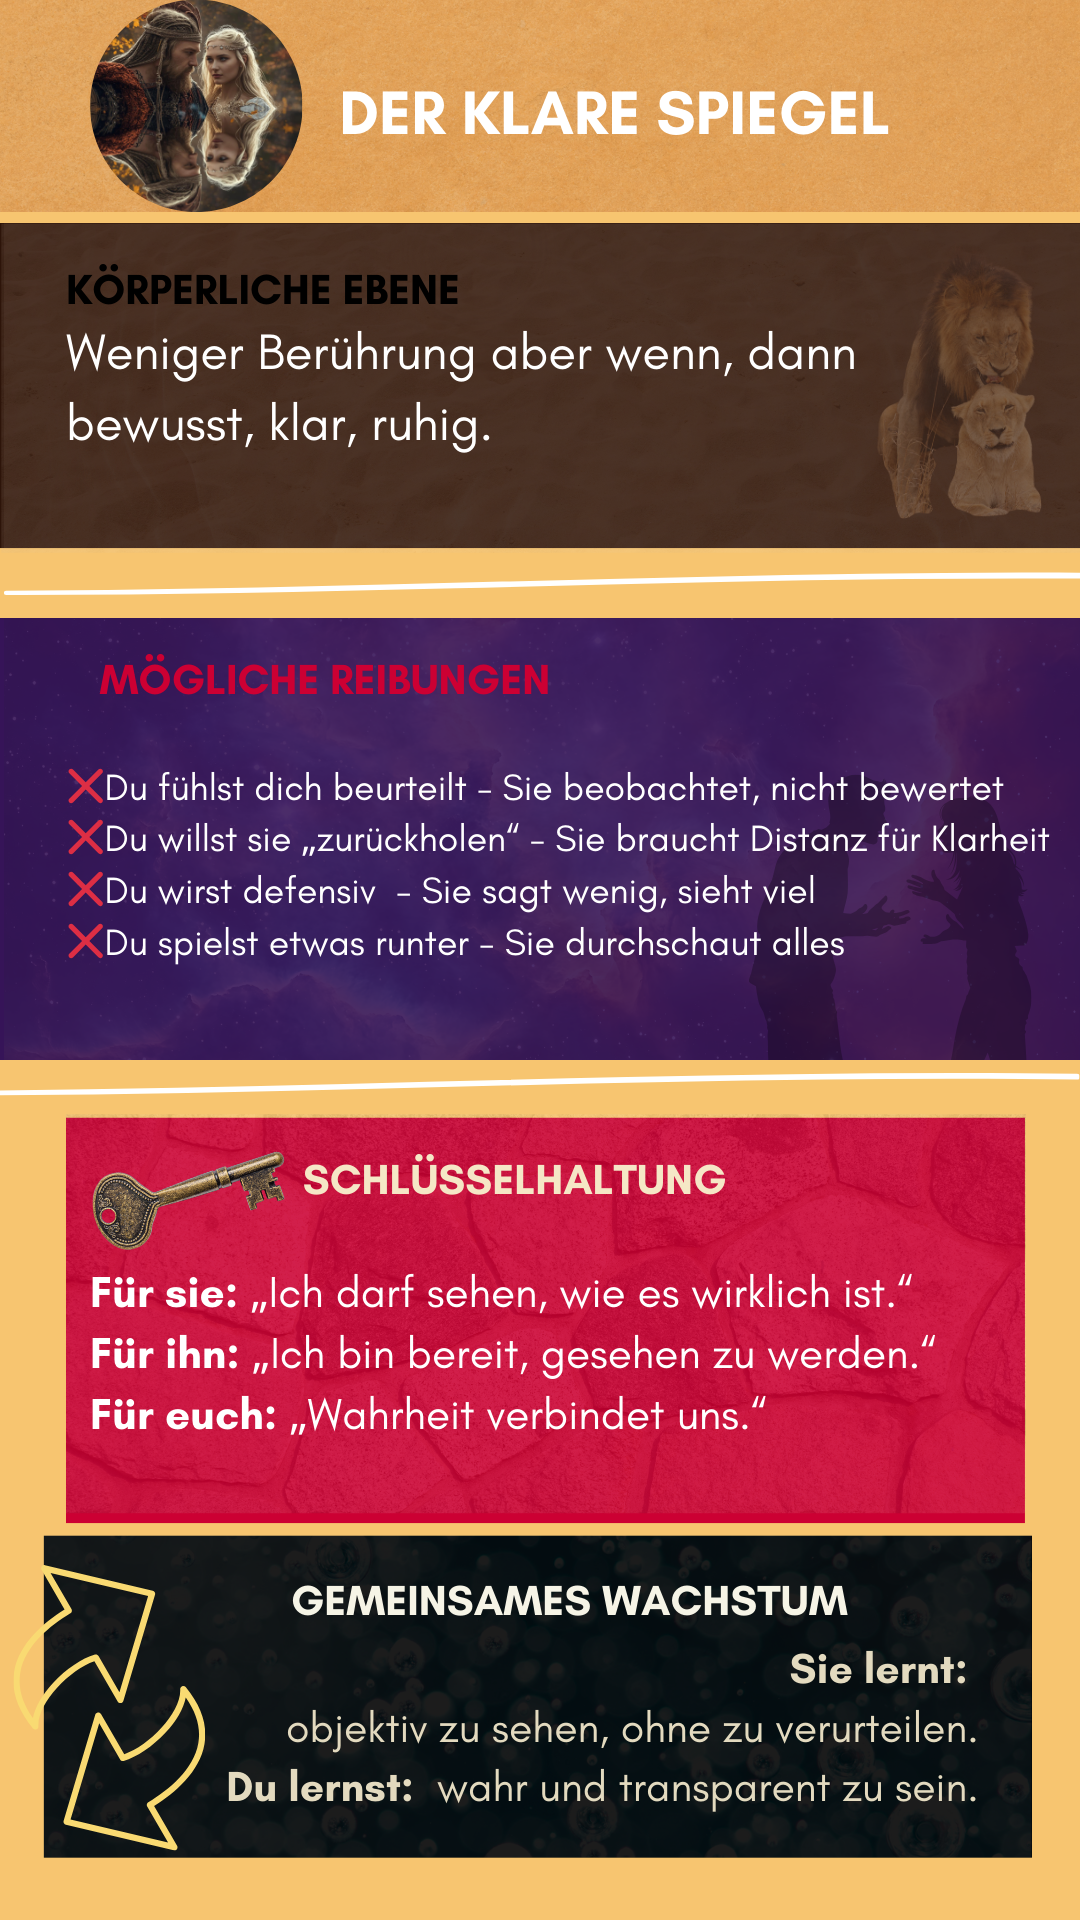 DER KLARE SPIEGEL
KÖRPERLICHE EBENE
Weniger Berührung aber wenn, dann
bewusst, klar, ruhig.
MÖGLICHE REIBUNGEN
❌Du fühlst dich beurteilt – Sie beobachtet, nicht bewertet
❌Du willst sie „zurückholen“ – Sie braucht Distanz für Klarheit
❌Du wirst defensiv – Sie sagt wenig, sieht viel
❌Du spielst etwas runter – Sie durchschaut alles
SCHLÜSSELHALTUNG
Für sie: „Ich darf sehen, wie es wirklich ist.“
Für ihn: „Ich bin bereit, gesehen zu werden.“
Für euch: „Wahrheit verbindet uns.“
GEMEINSAMES WACHSTUM
Sie lernt:
objektiv zu sehen, ohne zu verurteilen.
Du lernst: wahr und transparent zu sein.